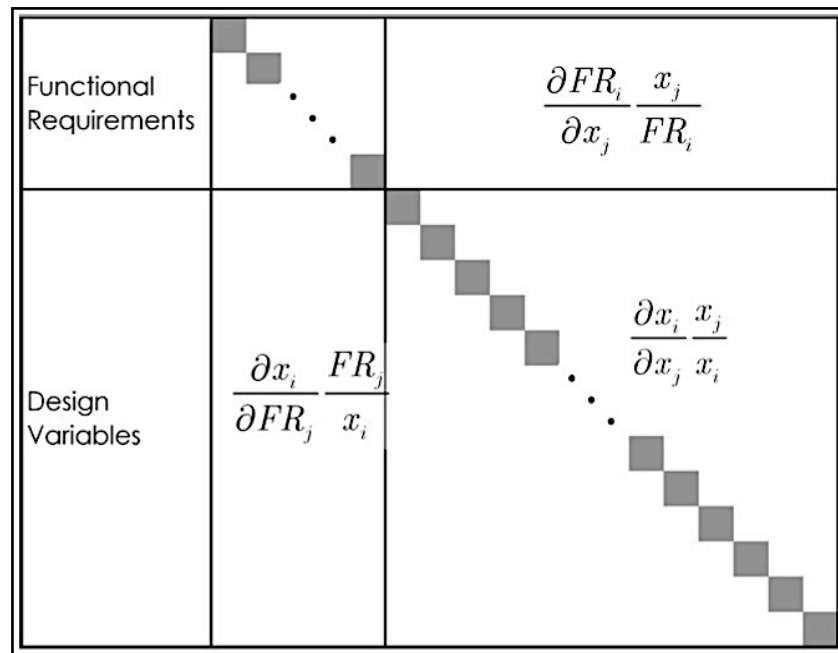 Functional
Requirements
∂FR_i/∂x_j x_j/FR_i
∂x_i/∂FR_j FR_j/x_i
∂x_i/∂x_j x_j/x_i
Design
Variables